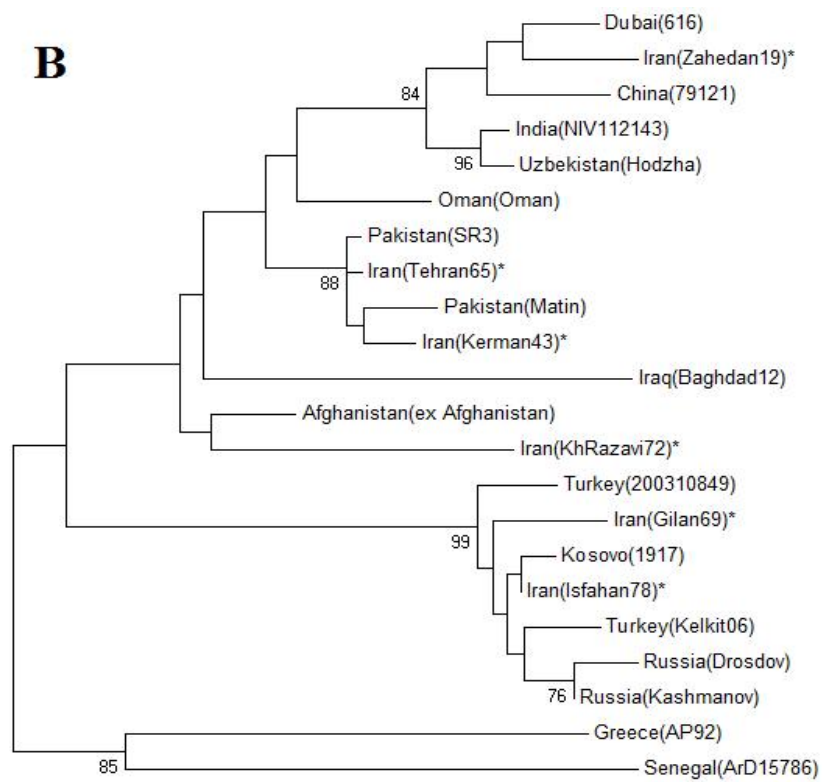 B
Dubai(616)
Iran(Zahedan19)*
84
China(79121)
India(NIV112143)
96
Uzbekistan(Hodzha)
Oman(Oman)
Pakistan(SR3)
Iran(Tehran65)*
88
Pakistan(Matin)
Iran(Kerman43)*
Iraq(Baghdad12)
Afghanistan(ex Afghanistan)
Iran(KhRazavi72)*
Turkey(200310849)
Iran(Gilan69)*
99
Kosovo(1917)
Iran(Isfahan78)*
Turkey(Kelkit06)
Russia(Drosdov)
76
Russia(Kashmanov)
Greece(AP92)
85
Senegal(ArD15786)